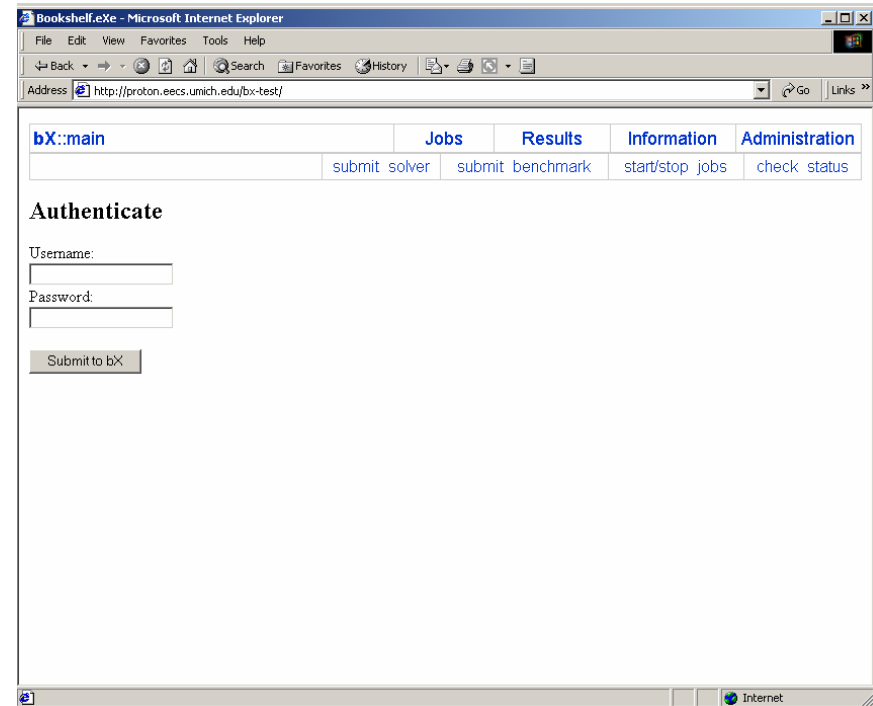 Bookshelf.eXe - Microsoft Internet Explorer
File Edit View Favorites Tools Help
Back Search Favorites History
Address http://proton.eecs.umich.edu/bx-test/ Go Links »
bX::main Jobs Results Information Administration
submit solver submit benchmark start/stop jobs check status
Authenticate
Username:
Password:
Submit to bX
Internet